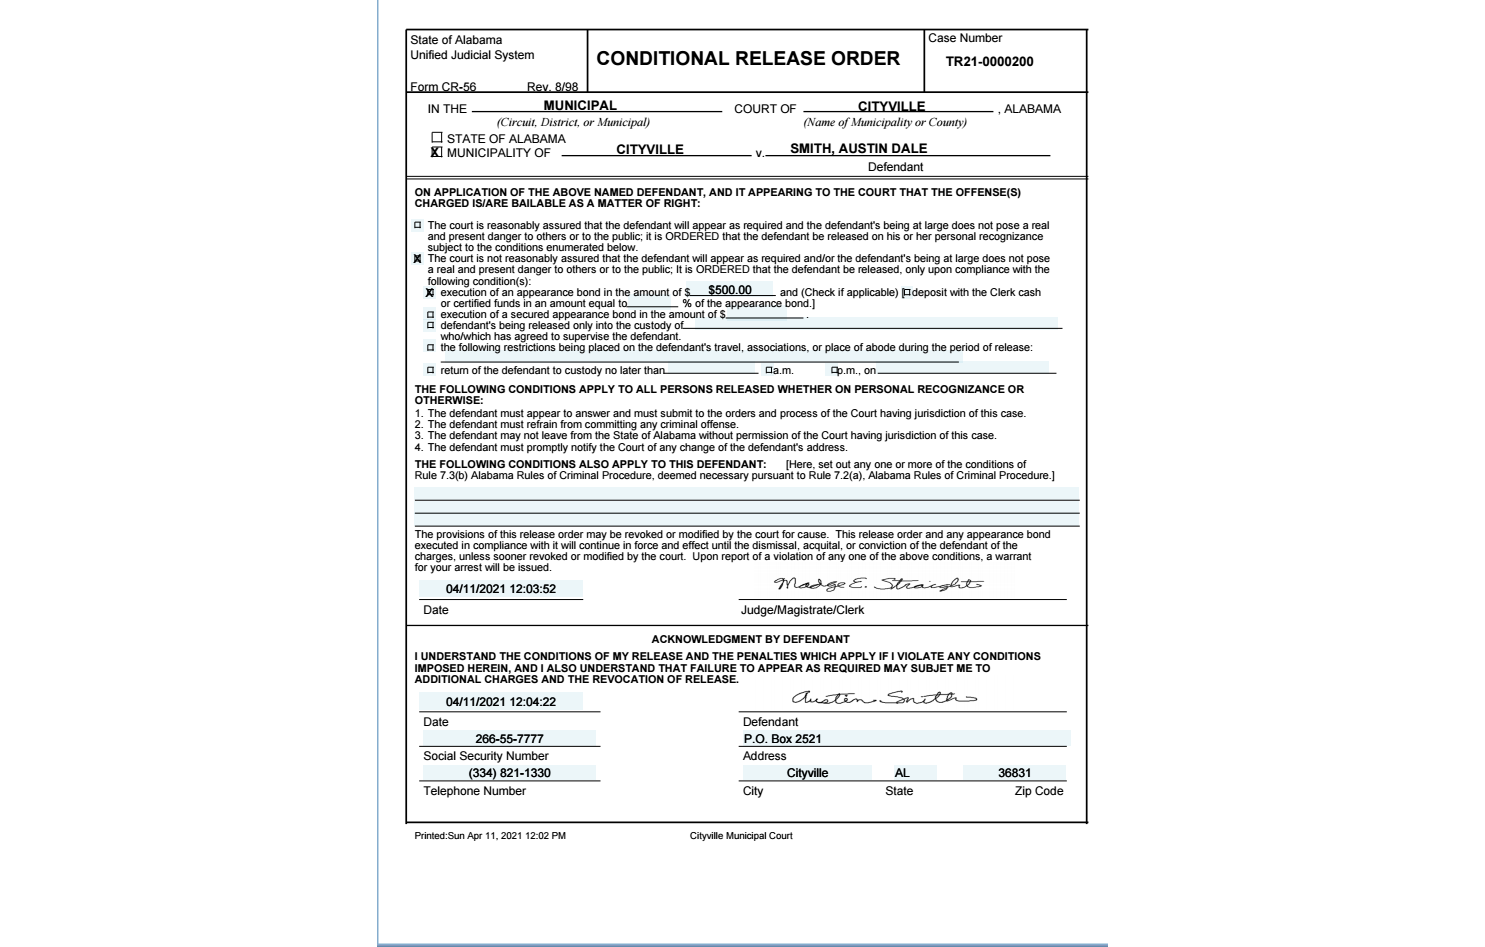 State of Alabama
Unified Judicial System
Form CR-56 Rev. 8/98
CONDITIONAL RELEASE ORDER
Case Number
TR21-0000200
IN THE MUNICIPAL COURT OF CITYVILLE , ALABAMA
(Circuit, District, or Municipal) (Name of Municipality or County)
STATE OF ALABAMA
X MUNICIPALITY OF CITYVILLE v. SMITH, AUSTIN DALE
Defendant
ON APPLICATION OF THE ABOVE NAMED DEFENDANT, AND IT APPEARING TO THE COURT THAT THE OFFENSE(S)
CHARGED IS/ARE BAILABLE AS A MATTER OF RIGHT:
The court is reasonably assured that the defendant will appear as required and the defendant's being at large does not pose a real
and present danger to others or to the public; it is ORDERED that the defendant be released on his or her personal recognizance
subject to the conditions enumerated below.
X The court is not reasonably assured that the defendant will appear as required and/or the defendant's being at large does not pose
a real and present danger to others or to the public; It is ORDERED that the defendant be released, only upon compliance with the
following condition(s):
X execution of an appearance bond in the amount of $ $500.00 and (Check if applicable) [ deposit with the Clerk cash
or certified funds in an amount equal to % of the appearance bond.]
execution of a secured appearance bond in the amount of $ .
defendant's being released only into the custody of
who/which has agreed to supervise the defendant.
the following restrictions being placed on the defendant's travel, associations, or place of abode during the period of release:
return of the defendant to custody no later than a.m. p.m., on
THE FOLLOWING CONDITIONS APPLY TO ALL PERSONS RELEASED WHETHER ON PERSONAL RECOGNIZANCE OR
OTHERWISE:
1. The defendant must appear to answer and must submit to the orders and process of the Court having jurisdiction of this case.
2. The defendant must refrain from committing any criminal offense.
3. The defendant may not leave from the State of Alabama without permission of the Court having jurisdiction of this case.
4. The defendant must promptly notify the Court of any change of the defendant's address.
THE FOLLOWING CONDITIONS ALSO APPLY TO THIS DEFENDANT: [Here, set out any one or more of the conditions of
Rule 7.3(b) Alabama Rules of Criminal Procedure, deemed necessary pursuant to Rule 7.2(a), Alabama Rules of Criminal Procedure.]
The provisions of this release order may be revoked or modified by the court for cause. This release order and any appearance bond
executed in compliance with it will continue in force and effect until the dismissal, acquital, or conviction of the defendant of the
charges, unless sooner revoked or modified by the court. Upon report of a violation of any one of the above conditions, a warrant
for your arrest will be issued.
04/11/2021 12:03:52 Madge E. Straight
Date Judge/Magistrate/Clerk
ACKNOWLEDGMENT BY DEFENDANT
I UNDERSTAND THE CONDITIONS OF MY RELEASE AND THE PENALTIES WHICH APPLY IF I VIOLATE ANY CONDITIONS
IMPOSED HEREIN, AND I ALSO UNDERSTAND THAT FAILURE TO APPEAR AS REQUIRED MAY SUBJET ME TO
ADDITIONAL CHARGES AND THE REVOCATION OF RELEASE.
04/11/2021 12:04:22 Austen Smith
Date Defendant
266-55-7777 P.O. Box 2521
Social Security Number Address
(334) 821-1330 Cityville AL 36831
Telephone Number City State Zip Code
Printed:Sun Apr 11, 2021 12:02 PM Cityville Municipal Court